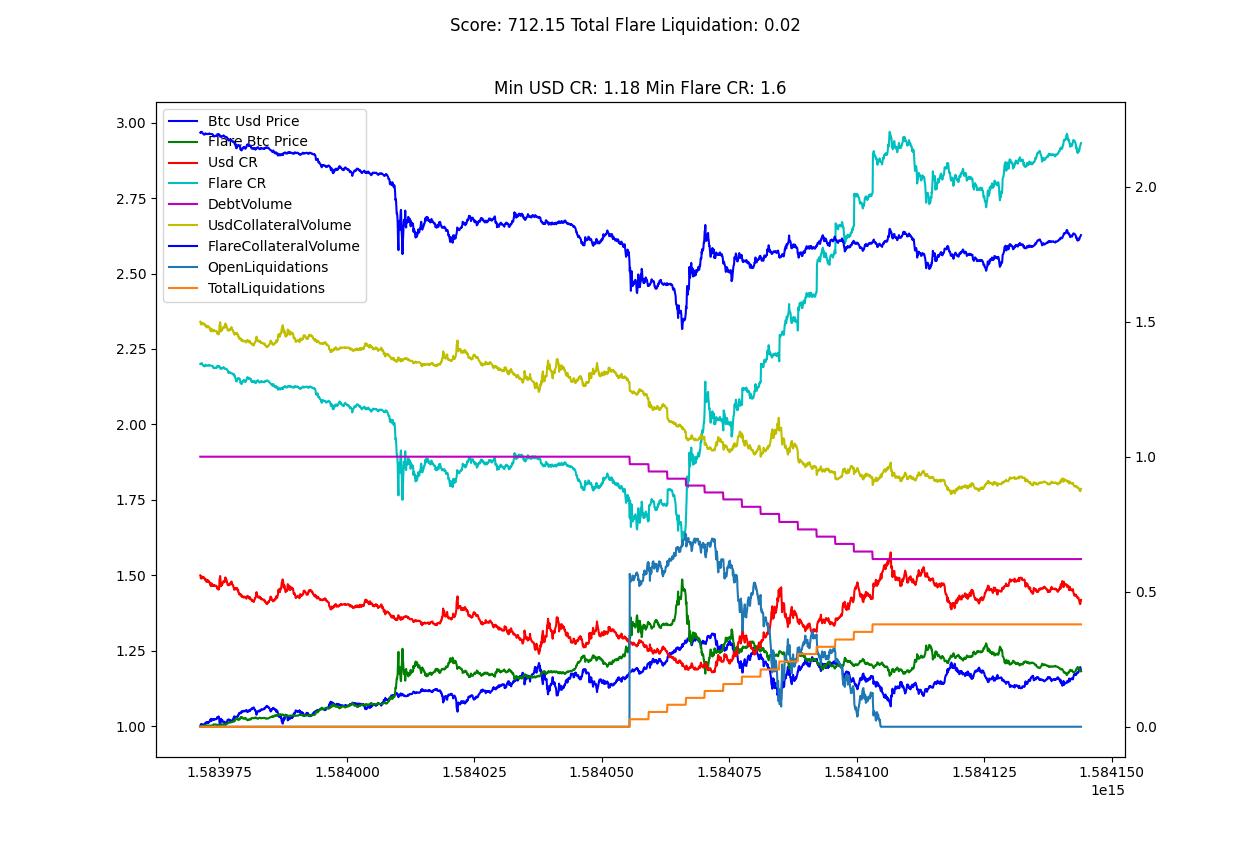 Score: 712.15 Total Flare Liquidation: 0.02
Min USD CR: 1.18 Min Flare CR: 1.6
Btc Usd Price
Flare Btc Price
Usd CR
Flare CR
DebtVolume
UsdCollateralVolume
FlareCollateralVolume
OpenLiquidations
TotalLiquidations
3.00
2.75
2.50
2.25
2.00
1.75
1.50
1.25
1.00
2.0
1.5
1.0
0.5
0.0
1.583975
1.584000
1.584025
1.584050
1.584075
1.584100
1.584125
1.584150
1e15